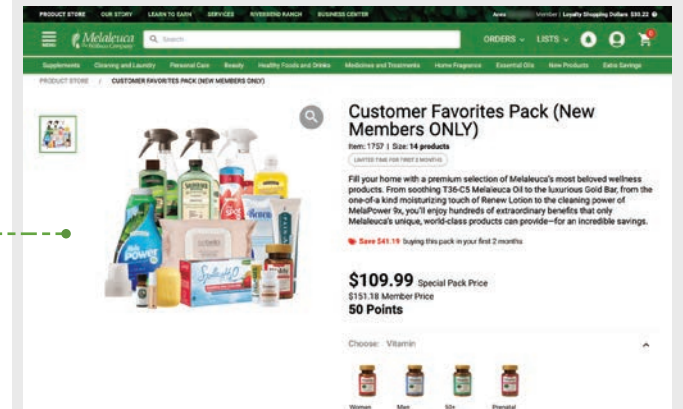 PRODUCT STORE OUR STORY LEARN TO EARN SERVICES RIVERBEND RANCH BUSINESS CENTER Member | Loyalty Shopping Dollars $30.22
Melaleuca
The Wellness Company
Search
ORDERS LISTS 0
Supplements Cleaning and Laundry Personal Care Beauty Healthy Foods and Drinks Medicines and Treatments Home Fragrance Essential Oils New Products Extra Savings
PRODUCT STORE / CUSTOMER FAVORITES PACK (NEW MEMBERS ONLY)
Customer Favorites Pack (New
Members ONLY)
Item: 1757 | Size: 14 products
LIMITED TIME FOR FIRST 2 MONTHS
Fill your home with a premium selection of Melaleuca's most beloved wellness
products. From soothing T36-C5 Melaleuca Oil to the luxurious Gold Bar, from the
one-of-a kind moisturizing touch of Renew Lotion to the cleaning power of
MelaPower 9x, you'll enjoy hundreds of extraordinary benefits that only
Melaleuca's unique, world-class products can provide—for an incredible savings.
Save $41.19 buying this pack in your first 2 months
$109.99 Special Pack Price
$151.18 Member Price
50 Points
Choose: Vitamin
Women Men 50+ Prenatal
Renew
Mela
POWER